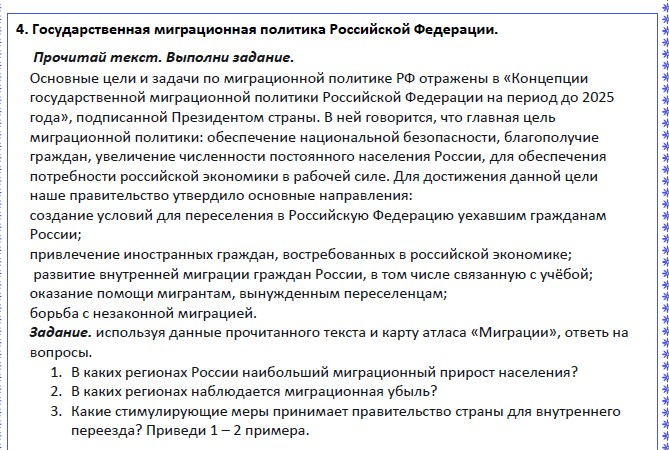 4. Государственная миграционная политика Российской Федерации.
Прочитай текст. Выполни задание.
Основные цели и задачи по миграционной политике РФ отражены в «Концепции
государственной миграционной политики Российской Федерации на период до 2025
года», подписанной Президентом страны. В ней говорится, что главная цель
миграционной политики: обеспечение национальной безопасности, благополучие
граждан, увеличение численности постоянного населения России, для обеспечения
потребности российской экономики в рабочей силе. Для достижения данной цели
наше правительство утвердило основные направления:
создание условий для переселения в Российскую Федерацию уехавшим гражданам
России;
привлечение иностранных граждан, востребованных в российской экономике;
развитие внутренней миграции граждан России, в том числе связанную с учёбой;
оказание помощи мигрантам, вынужденным переселенцам;
борьба с незаконной миграцией.
Задание. используя данные прочитанного текста и карту атласа «Миграции», ответь на
вопросы.
1. В каких регионах России наибольший миграционный прирост населения?
2. В каких регионах наблюдается миграционная убыль?
3. Какие стимулирующие меры принимает правительство страны для внутреннего
переезда? Приведи 1 – 2 примера.